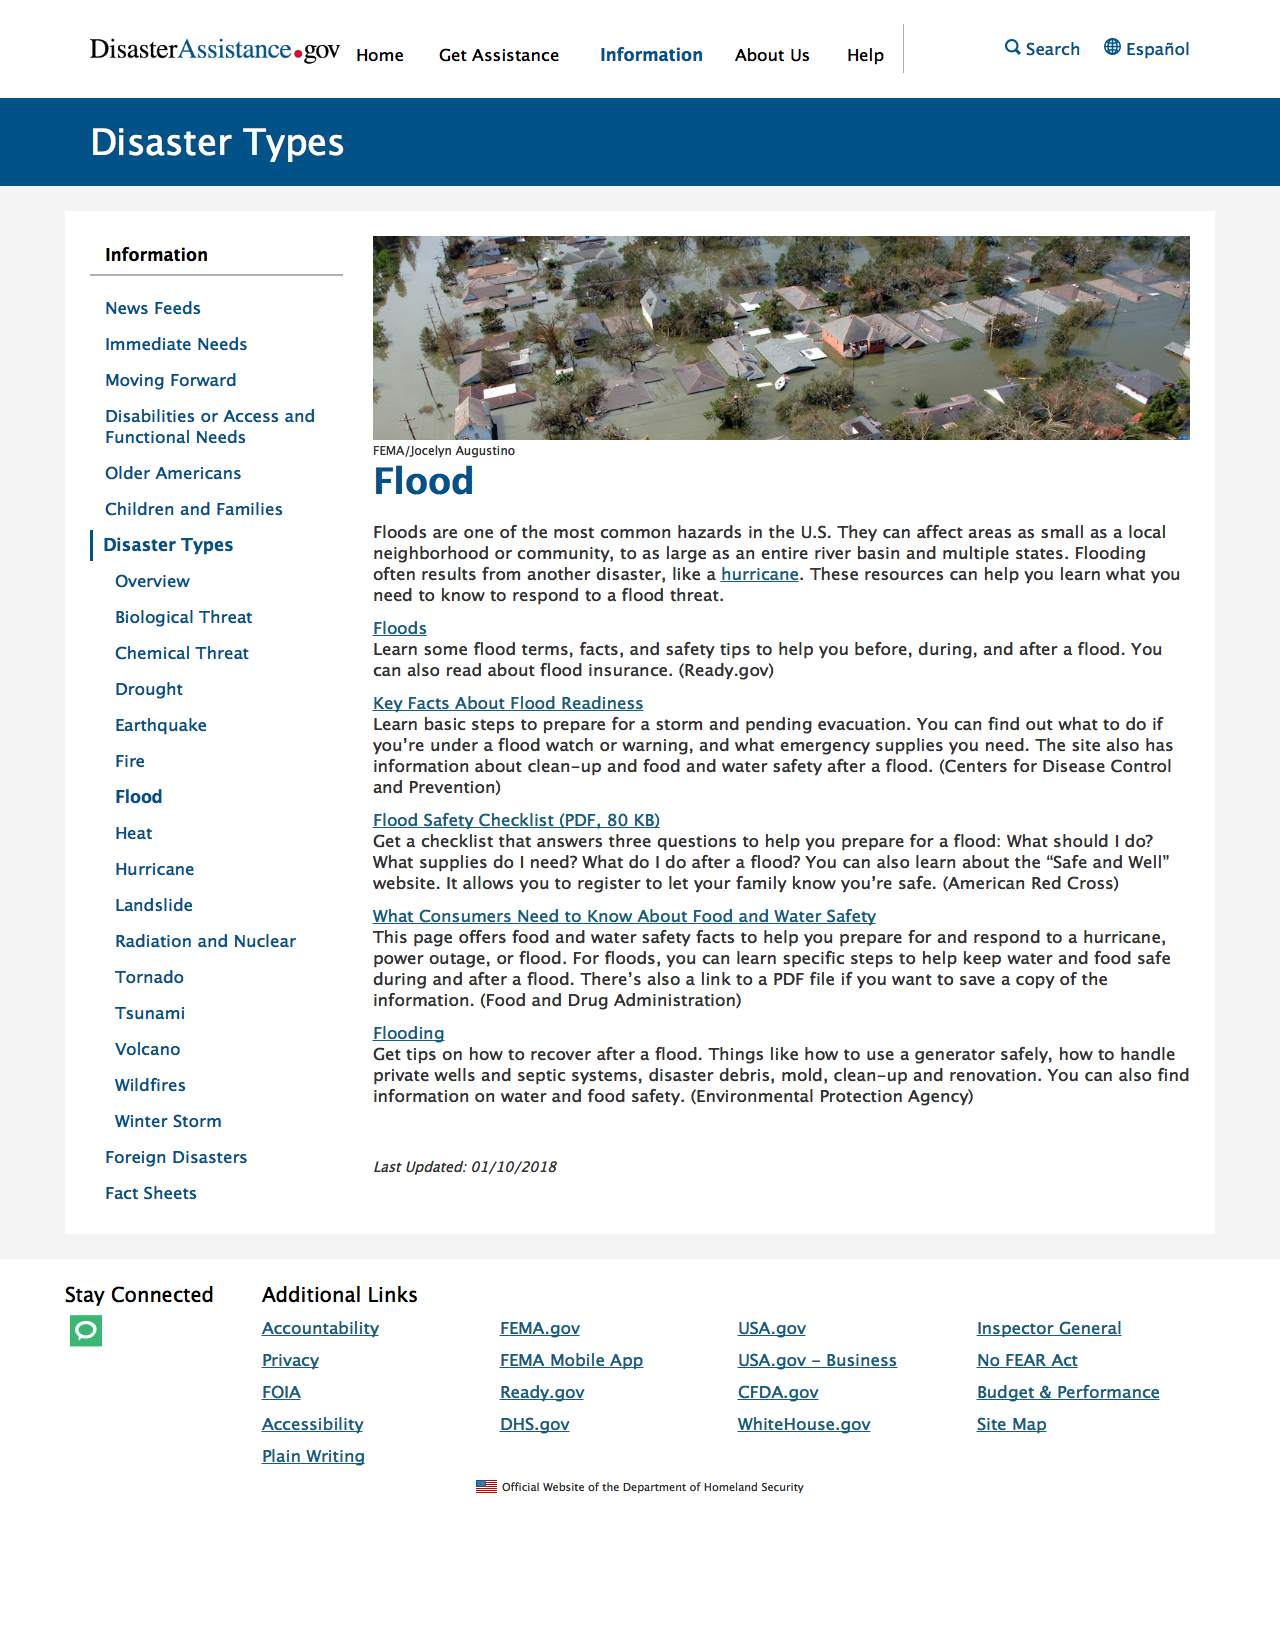 DisasterAssistance.gov
Home
Get Assistance
Information
About Us
Help
Search
Español
Disaster Types
Information
News Feeds
Immediate Needs
Moving Forward
Disabilities or Access and
Functional Needs
Older Americans
Children and Families
Disaster Types
Overview
Biological Threat
Chemical Threat
Drought
Earthquake
Fire
Flood
Heat
Hurricane
Landslide
Radiation and Nuclear
Tornado
Tsunami
Volcano
Wildfires
Winter Storm
Foreign Disasters
Fact Sheets
FEMA/Jocelyn Augustino
Flood
Floods are one of the most common hazards in the U.S. They can affect areas as small as a local
neighborhood or community, to as large as an entire river basin and multiple states. Flooding
often results from another disaster, like a hurricane. These resources can help you learn what you
need to know to respond to a flood threat.
Floods
Learn some flood terms, facts, and safety tips to help you before, during, and after a flood. You
can also read about flood insurance. (Ready.gov)
Key Facts About Flood Readiness
Learn basic steps to prepare for a storm and pending evacuation. You can find out what to do if
you’re under a flood watch or warning, and what emergency supplies you need. The site also has
information about clean-up and food and water safety after a flood. (Centers for Disease Control
and Prevention)
Flood Safety Checklist (PDF, 80 KB)
Get a checklist that answers three questions to help you prepare for a flood: What should I do?
What supplies do I need? What do I do after a flood? You can also learn about the “Safe and Well”
website. It allows you to register to let your family know you’re safe. (American Red Cross)
What Consumers Need to Know About Food and Water Safety
This page offers food and water safety facts to help you prepare for and respond to a hurricane,
power outage, or flood. For floods, you can learn specific steps to help keep water and food safe
during and after a flood. There’s also a link to a PDF file if you want to save a copy of the
information. (Food and Drug Administration)
Flooding
Get tips on how to recover after a flood. Things like how to use a generator safely, how to handle
private wells and septic systems, disaster debris, mold, clean-up and renovation. You can also find
information on water and food safety. (Environmental Protection Agency)
Last Updated: 01/10/2018
Stay Connected
Additional Links
Accountability
Privacy
FOIA
Accessibility
Plain Writing
FEMA.gov
FEMA Mobile App
Ready.gov
DHS.gov
USA.gov
USA.gov - Business
CFDA.gov
WhiteHouse.gov
Inspector General
No FEAR Act
Budget & Performance
Site Map
Official Website of the Department of Homeland Security